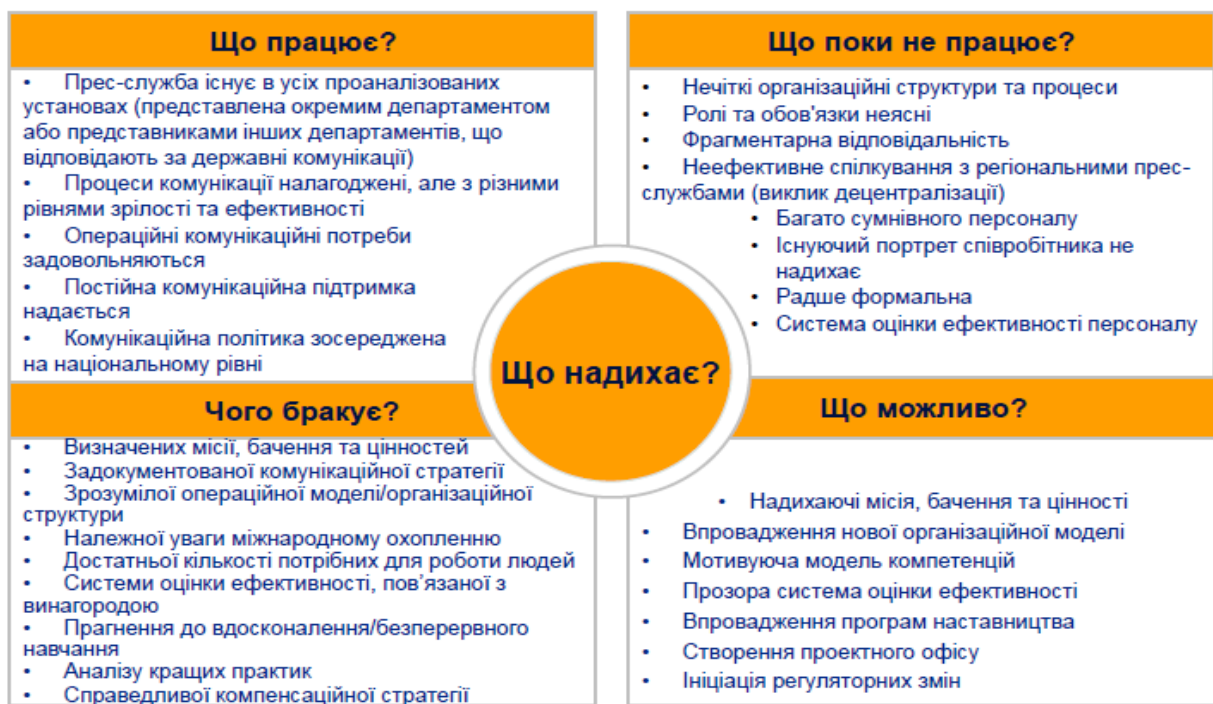 Що працює?
• Прес-служба існує в усіх проаналізованих
установах (представлена окремим департаментом
або представниками інших департаментів, що
відповідають за державні комунікації)
• Процеси комунікації налагоджені, але з різними
рівнями зрілості та ефективності
• Операційні комунікаційні потреби
задовольняються
• Постійна комунікаційна підтримка
надається
• Комунікаційна політика зосереджена
на національному рівні
Що поки не працює?
• Нечіткі організаційні структури та процеси
• Ролі та обов'язки неясні
• Фрагментарна відповідальність
• Неефективне спілкування з регіональними прес-
службами (виклик децентралізації)
• Багато сумнівного персоналу
• Існуючий портрет співробітника не
надихає
• Радше формальна
• Система оцінки ефективності персоналу
Що надихає?
Чого бракує?
• Визначених місії, бачення та цінностей
• Задокументованої комунікаційної стратегії
• Зрозумілої операційної моделі/організаційної
структури
• Належної уваги міжнародному охопленню
• Достатньої кількості потрібних для роботи людей
• Системи оцінки ефективності, пов’язаної з
винагородою
• Прагнення до вдосконалення/безперервного
навчання
• Аналізу кращих практик
• Справедливої компенсаційної стратегії
Що можливо?
• Надихаючі місія, бачення та цінності
• Впровадження нової організаційної моделі
• Мотивуюча модель компетенцій
• Прозора система оцінки ефективності
• Впровадження програм наставництва
• Створення проектного офісу
• Ініціація регуляторних змін